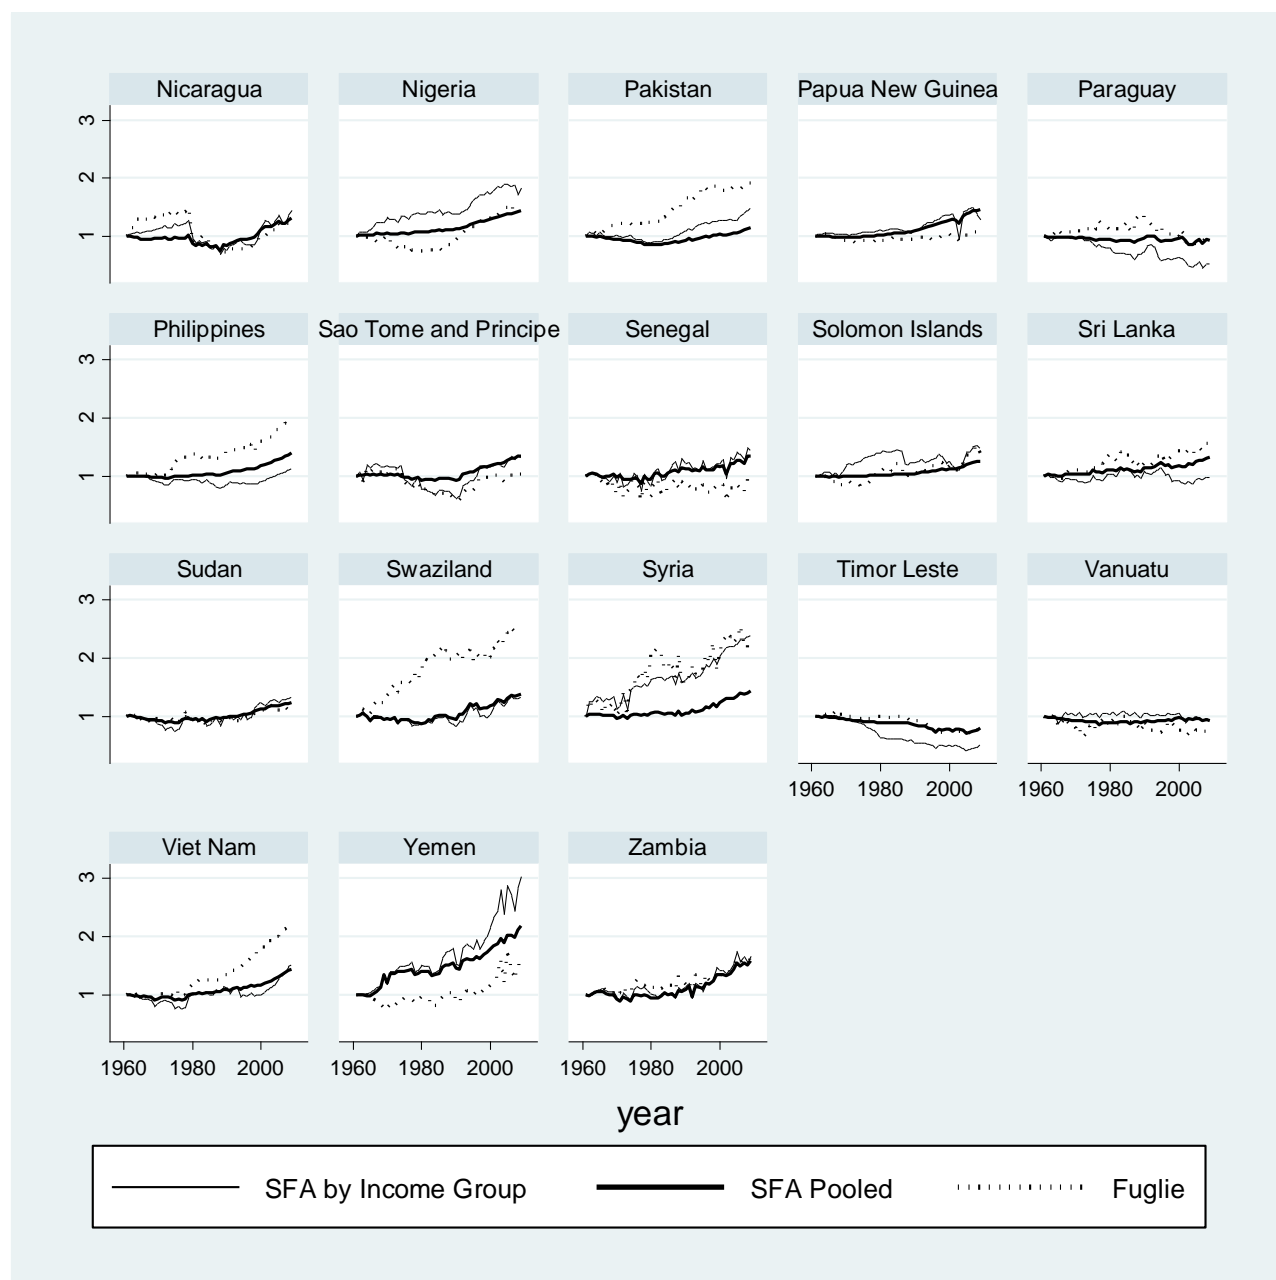 Nicaragua Nigeria Pakistan Papua New Guinea Paraguay
3
2
1
Philippines Sao Tome and Principe Senegal Solomon Islands Sri Lanka
3
2
1
Sudan Swaziland Syria Timor Leste Vanuatu
3
2
1
1960 1980 2000 1960 1980 2000
Viet Nam Yemen Zambia
3
2
1
1960 1980 2000 1960 1980 2000 1960 1980 2000
year
SFA by Income Group SFA Pooled Fuglie